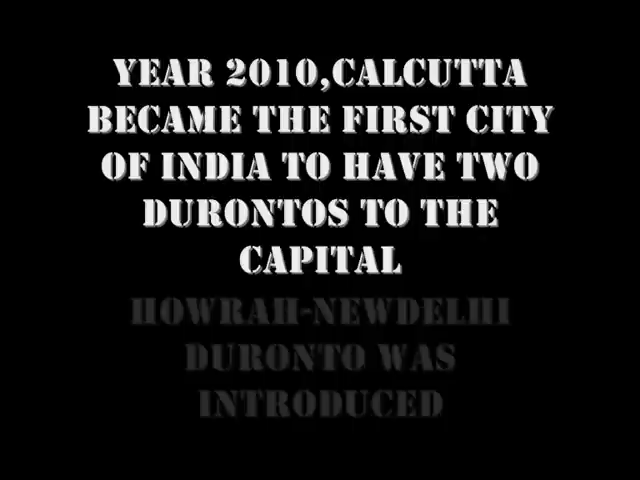 YEAR 2010,CALCUTTA
BECAME THE FIRST CITY
OF INDIA TO HAVE TWO
DURONTOS TO THE
CAPITAL
HOWRAH-NEWDELHI
DURONTO WAS
INTRODUCED